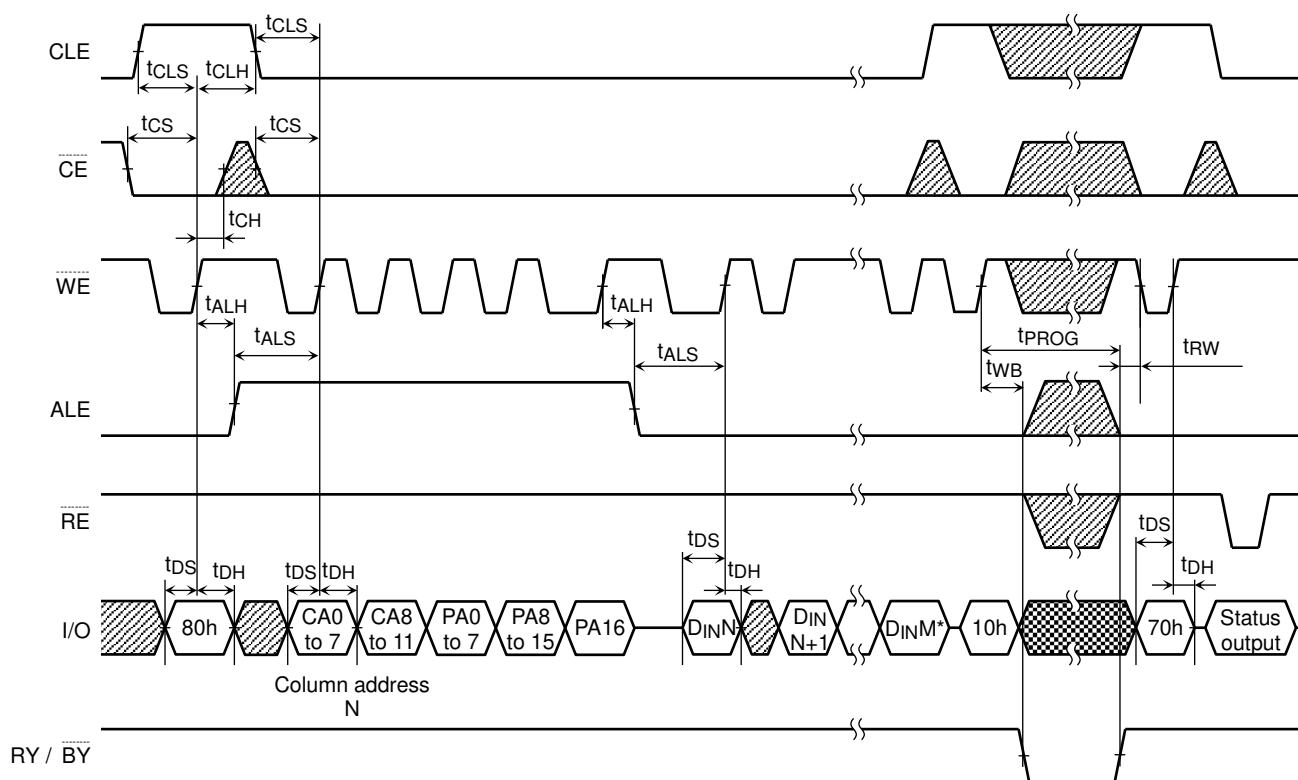 CLE
tCLS
tCLS
tCLH
CE
tCS
tCS
tCH
WE
tALH
tALS
tALH
tALS
tPROG
tWB
tRW
ALE
RE
tDS
tDH
tDS
tDH
tDS
tDH
tDS
tDH
I/O
80h
CA0
to 7
CA8
to 11
PA0
to 7
PA8
to 15
PA16
DINN
DIN
N+1
DINM*
10h
70h
Status
output
Column address
N
RY / BY